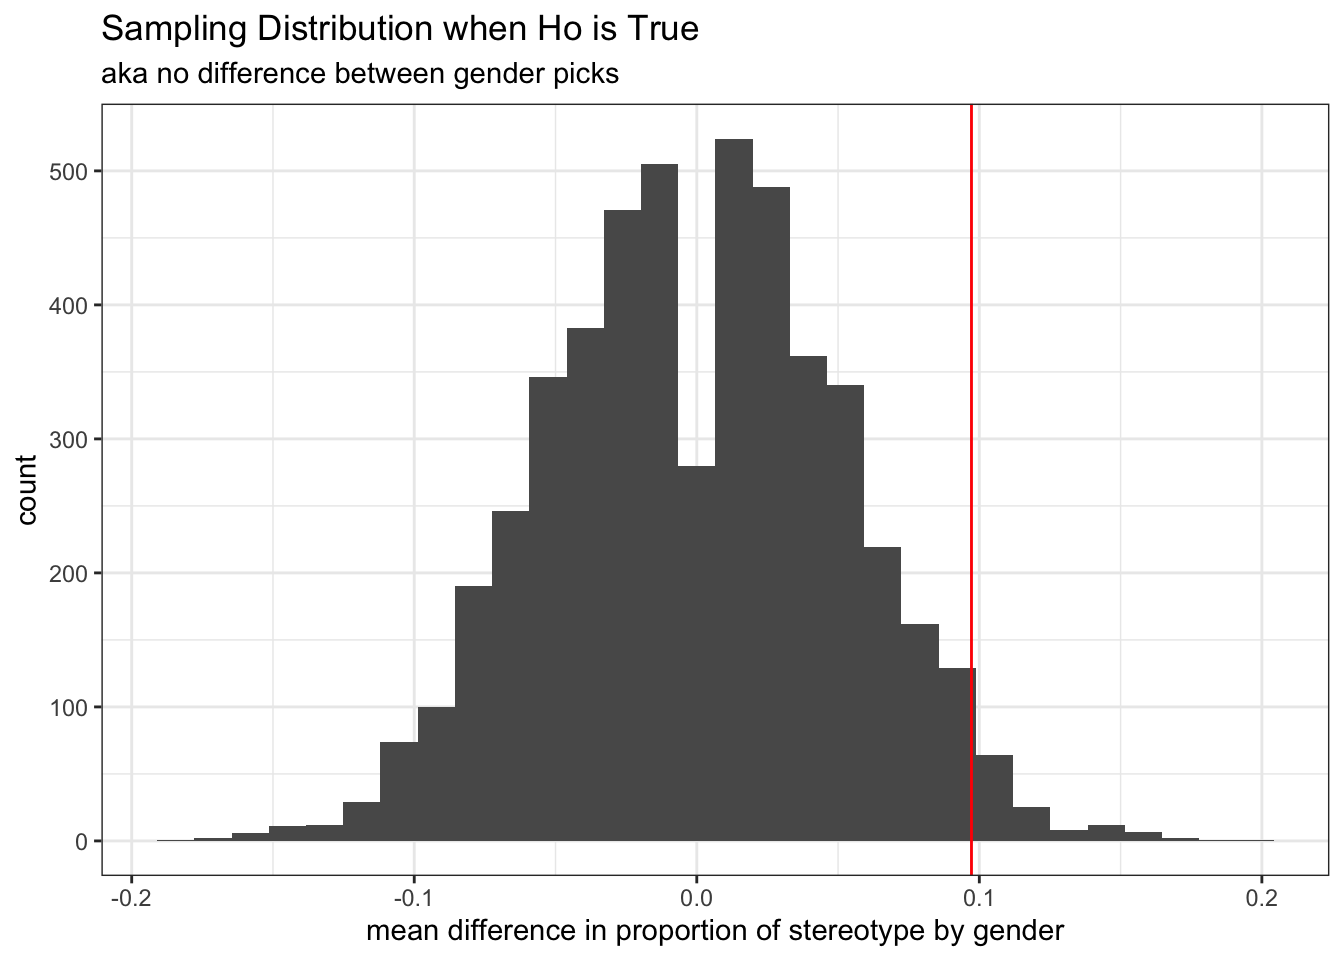 Sampling Distribution when Ho is True
aka no difference between gender picks
500
400
300
200
100
0
count
-0.2
-0.1
0.0
0.1
0.2
mean difference in proportion of stereotype by gender